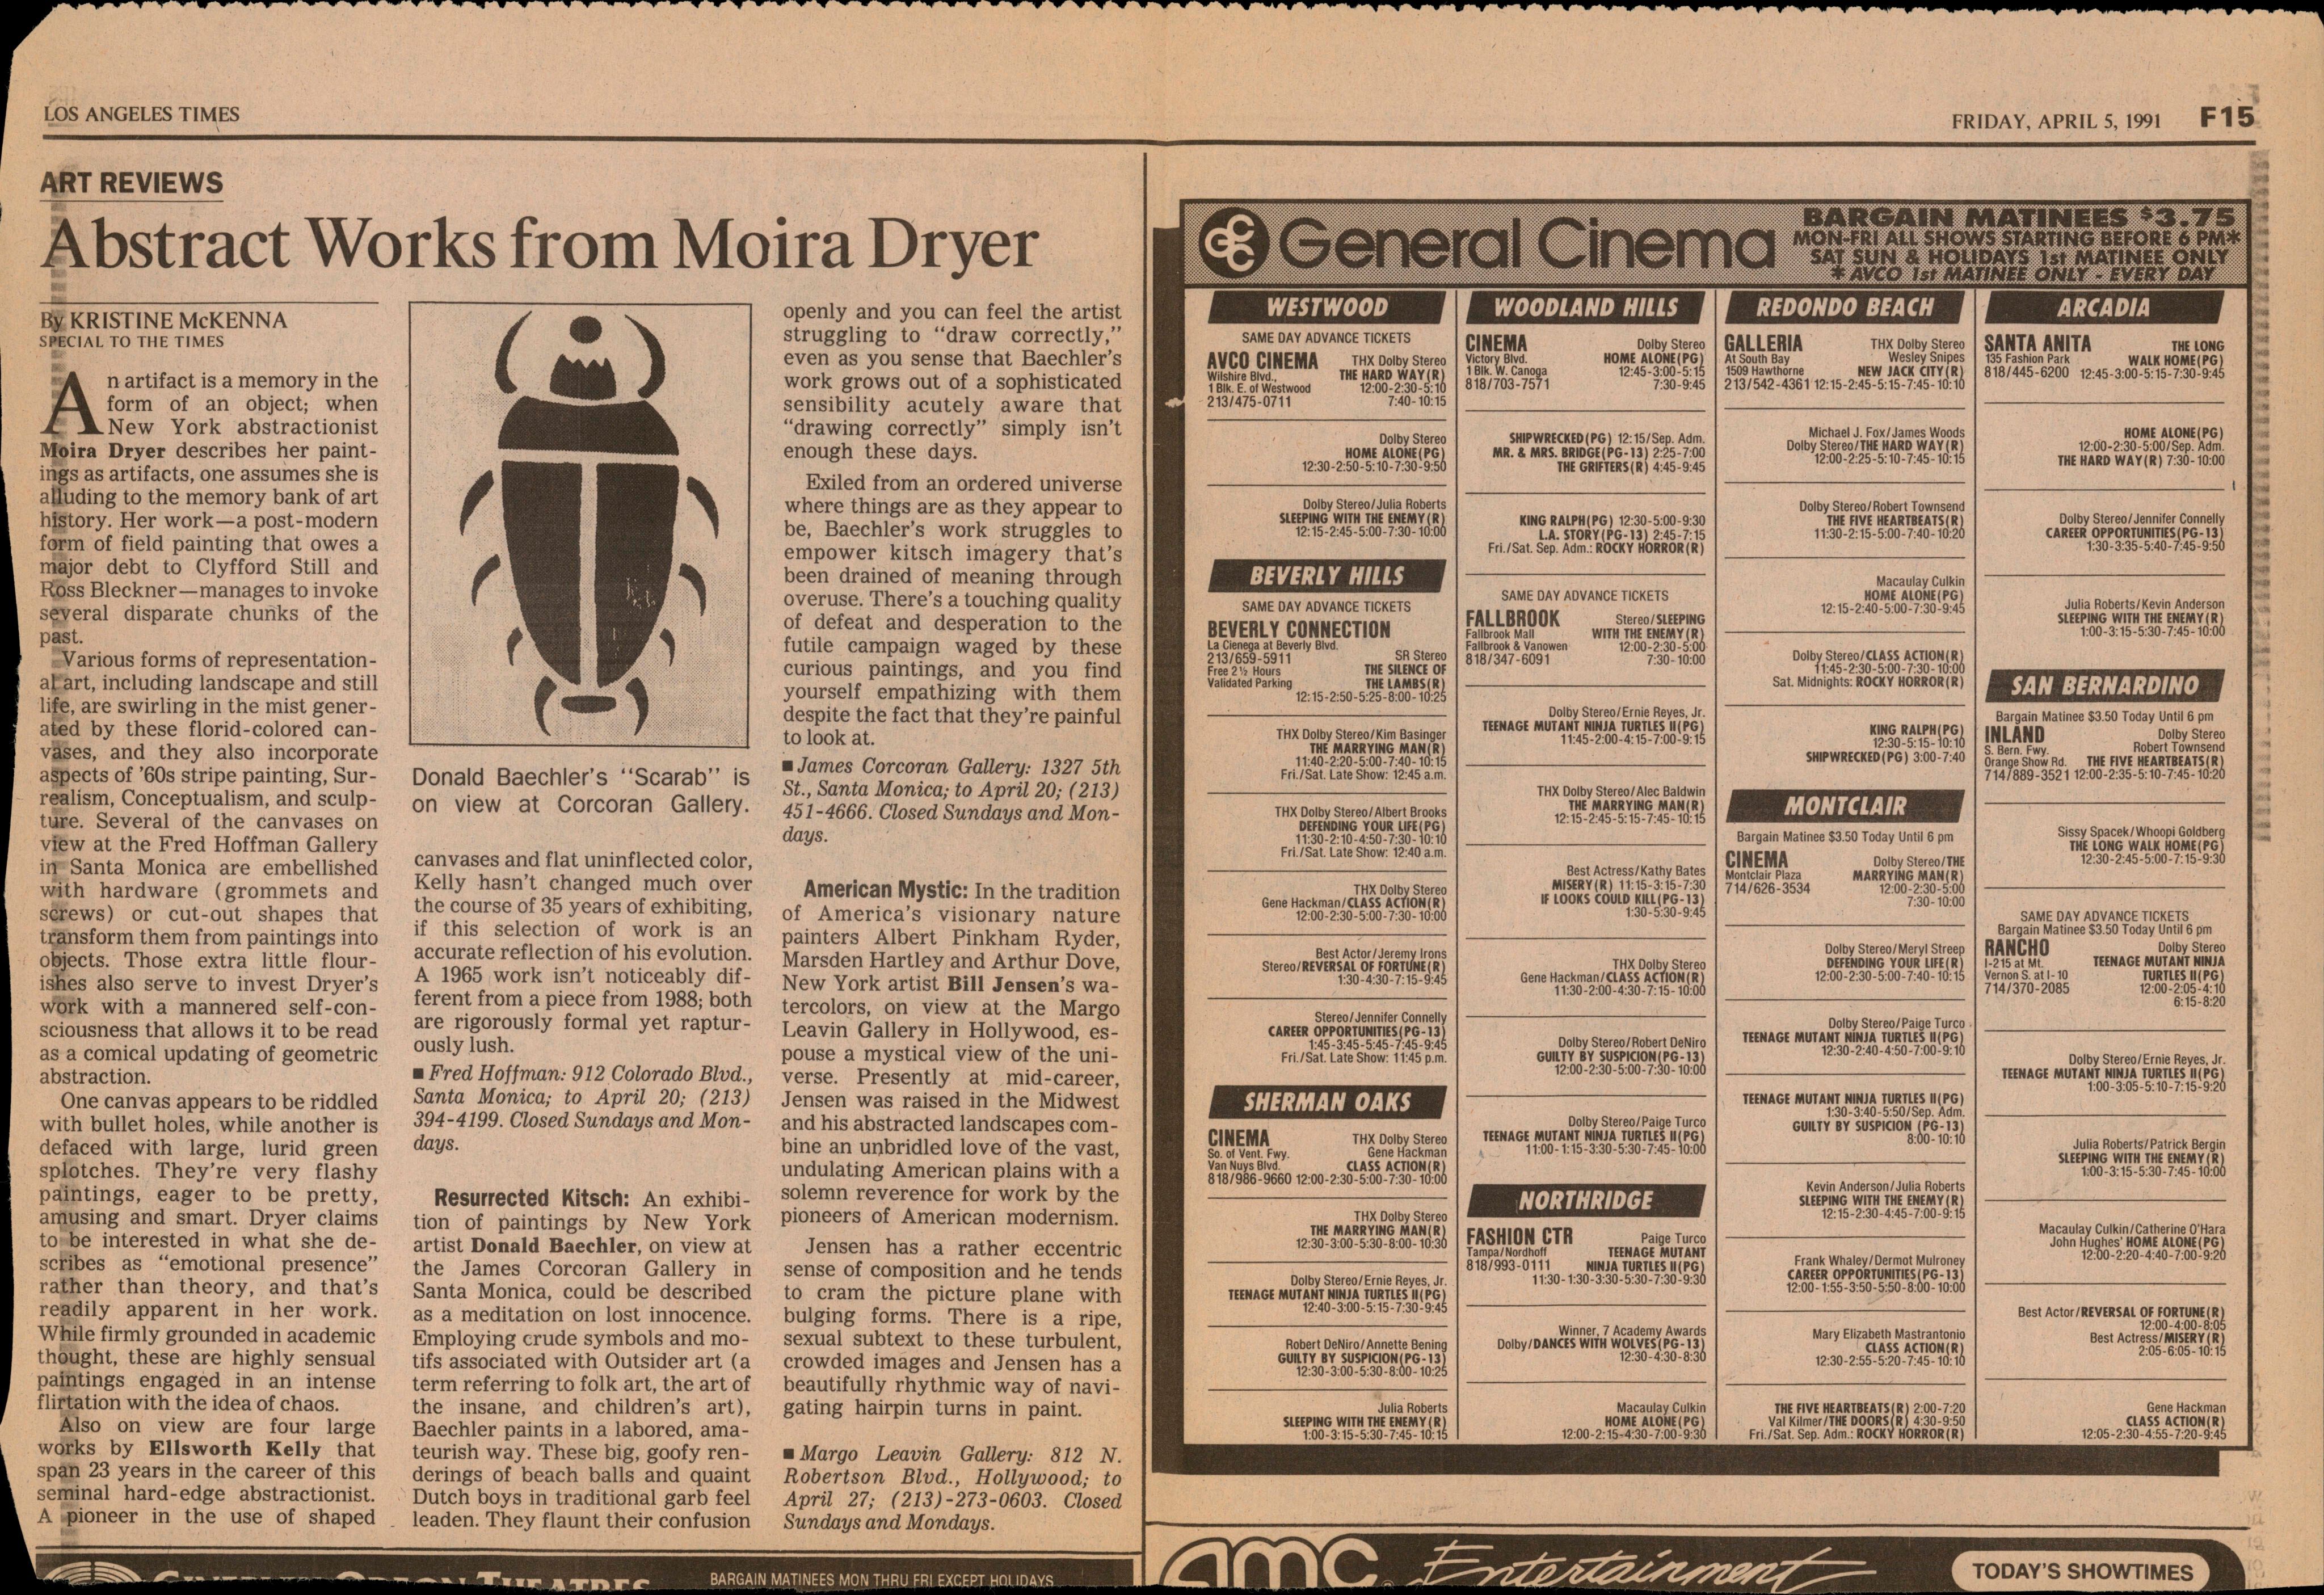 LOS ANGELES TIMES
FRIDAY, APRIL 5, 1991 F15
ART REVIEWS
Abstract Works from Moira Dryer
By KRISTINE McKENNA
SPECIAL TO THE TIMES
An artifact is a memory in the
form of an object; when
New York abstractionist
Moira Dryer describes her paint-
ings as artifacts, one assumes she is
alluding to the memory bank of art
history. Her work—a post-modern
form of field painting that owes a
major debt to Clyfford Still and
Ross Bleckner—manages to invoke
several disparate chunks of the
past.
Various forms of representation-
al art, including landscape and still
life, are swirling in the mist gener-
ated by these florid-colored can-
vases, and they also incorporate
aspects of '60s stripe painting, Sur-
realism, Conceptualism, and sculp-
ture. Several of the canvases on
view at the Fred Hoffman Gallery
in Santa Monica are embellished
with hardware (grommets and
screws) or cut-out shapes that
transform them from paintings into
objects. Those extra little flour-
ishes also serve to invest Dryer's
work with a mannered self-con-
sciousness that allows it to be read
as a comical updating of geometric
abstraction.
One canvas appears to be riddled
with bullet holes, while another is
defaced with large, lurid green
splotches. They're very flashy
paintings, eager to be pretty,
amusing and smart. Dryer claims
to be interested in what she de-
scribes as "emotional presence"
rather than theory, and that's
readily apparent in her work.
While firmly grounded in academic
thought, these are highly sensual
paintings engaged in an intense
flirtation with the idea of chaos.
Also on view are four large
works by Ellsworth Kelly that
span 23 years in the career of this
seminal hard-edge abstractionist.
A pioneer in the use of shaped
Donald Baechler's "Scarab" is
on view at Corcoran Gallery.
canvases and flat uninflected color,
Kelly hasn't changed much over
the course of 35 years of exhibiting,
if this selection of work is an
accurate reflection of his evolution.
A 1965 work isn't noticeably dif-
ferent from a piece from 1988; both
are rigorously formal yet raptur-
ously lush.
■ Fred Hoffman: 912 Colorado Blvd.,
Santa Monica; to April 20; (213)
394-4199. Closed Sundays and Mon-
days.
Resurrected Kitsch: An exhibi-
tion of paintings by New York
artist Donald Baechler, on view at
the James Corcoran Gallery in
Santa Monica, could be described
as a meditation on lost innocence.
Employing crude symbols and mo-
tifs associated with Outsider art (a
term referring to folk art, the art of
the insane, and children's art),
Baechler paints in a labored, ama-
teurish way. These big, goofy ren-
derings of beach balls and quaint
Dutch boys in traditional garb feel
leaden. They flaunt their confusion
openly and you can feel the artist
struggling to "draw correctly,"
even as you sense that Baechler's
work grows out of a sophisticated
sensibility acutely aware that
"drawing correctly" simply isn't
enough these days.
Exiled from an ordered universe
where things are as they appear to
be, Baechler's work struggles to
empower kitsch imagery that's
been drained of meaning through
overuse. There's a touching quality
of defeat and desperation to the
futile campaign waged by these
curious paintings, and you find
yourself empathizing with them
despite the fact that they're painful
to look at.
■ James Corcoran Gallery: 1327 5th
St., Santa Monica; to April 20; (213)
451-4666. Closed Sundays and Mon-
days.
American Mystic: In the tradition
of America's visionary nature
painters Albert Pinkham Ryder,
Marsden Hartley and Arthur Dove,
New York artist Bill Jensen's wa-
tercolors, on view at the Margo
Leavin Gallery in Hollywood, es-
pouse a mystical view of the uni-
verse. Presently at mid-career,
Jensen was raised in the Midwest
and his abstracted landscapes com-
bine an unbridled love of the vast,
undulating American plains with a
solemn reverence for work by the
pioneers of American modernism.
Jensen has a rather eccentric
sense of composition and he tends
to cram the picture plane with
bulging forms. There is a ripe,
sexual subtext to these turbulent,
crowded images and Jensen has a
beautifully rhythmic way of navi-
gating hairpin turns in paint.
■ Margo Leavin Gallery: 812 N.
Robertson Blvd., Hollywood; to
April 27; (213)-273-0603. Closed
Sundays and Mondays.
GCC General Cinema
BARGAIN MATINEES $3.75
MON-FRI ALL SHOWS STARTING BEFORE 6 PM*
SAT SUN & HOLIDAYS 1st MATINEE ONLY
* AVCO 1st MATINEE ONLY - EVERY DAY
WESTWOOD
SAME DAY ADVANCE TICKETS
AVCO CINEMA THX Dolby Stereo
Wilshire Blvd., THE HARD WAY(R)
1 Blk. E. of Westwood 12:00-2:30-5:10
213/475-0711 7:40-10:15
Dolby Stereo
HOME ALONE(PG)
12:30-2:50-5:10-7:30-9:50
Dolby Stereo/Julia Roberts
SLEEPING WITH THE ENEMY(R)
12:15-2:45-5:00-7:30-10:00
BEVERLY HILLS
SAME DAY ADVANCE TICKETS
BEVERLY CONNECTION
La Cienega at Beverly Blvd.
213/659-5911 SR Stereo
Free 2½ Hours THE SILENCE OF
Validated Parking THE LAMBS(R)
12:15-2:50-5:25-8:00-10:25
THX Dolby Stereo/Kim Basinger
THE MARRYING MAN(R)
11:40-2:20-5:00-7:40-10:15
Fri./Sat. Late Show: 12:45 a.m.
THX Dolby Stereo/Albert Brooks
DEFENDING YOUR LIFE(PG)
11:30-2:10-4:50-7:30-10:10
Fri./Sat. Late Show: 12:40 a.m.
THX Dolby Stereo
Gene Hackman/CLASS ACTION(R)
12:00-2:30-5:00-7:30-10:00
Best Actor/Jeremy Irons
Stereo/REVERSAL OF FORTUNE(R)
1:30-4:30-7:15-9:45
Stereo/Jennifer Connelly
CAREER OPPORTUNITIES(PG-13)
1:45-3:45-5:45-7:45-9:45
Fri./Sat. Late Show: 11:45 p.m.
SHERMAN OAKS
CINEMA THX Dolby Stereo
So. of Vent. Fwy. Gene Hackman
Van Nuys Blvd. CLASS ACTION(R)
818/986-9660 12:00-2:30-5:00-7:30-10:00
THX Dolby Stereo
THE MARRYING MAN(R)
12:30-3:00-5:30-8:00-10:30
Dolby Stereo/Ernie Reyes, Jr.
TEENAGE MUTANT NINJA TURTLES II(PG)
12:40-3:00-5:15-7:30-9:45
Robert DeNiro/Annette Bening
GUILTY BY SUSPICION(PG-13)
12:30-3:00-5:30-8:00-10:25
Julia Roberts
SLEEPING WITH THE ENEMY(R)
1:00-3:15-5:30-7:45-10:15
WOODLAND HILLS
CINEMA Dolby Stereo
Victory Blvd. HOME ALONE(PG)
1 Blk. W. Canoga 12:45-3:00-5:15
818/703-7571 7:30-9:45
SHIPWRECKED(PG) 12:15/Sep. Adm.
MR. & MRS. BRIDGE(PG-13) 2:25-7:00
THE GRIFTERS(R) 4:45-9:45
KING RALPH(PG) 12:30-5:00-9:30
L.A. STORY(PG-13) 2:45-7:15
Fri./Sat. Sep. Adm.: ROCKY HORROR(R)
SAME DAY ADVANCE TICKETS
FALLBROOK Stereo/SLEEPING
Fallbrook Mall WITH THE ENEMY(R)
Fallbrook & Vanowen 12:00-2:30-5:00
818/347-6091 7:30-10:00
Dolby Stereo/Ernie Reyes, Jr.
TEENAGE MUTANT NINJA TURTLES II(PG)
11:45-2:00-4:15-7:00-9:15
THX Dolby Stereo/Alec Baldwin
THE MARRYING MAN(R)
12:15-2:45-5:15-7:45-10:15
Best Actress/Kathy Bates
MISERY(R) 11:15-3:15-7:30
IF LOOKS COULD KILL(PG-13)
1:30-5:30-9:45
THX Dolby Stereo
Gene Hackman/CLASS ACTION(R)
11:30-2:00-4:30-7:15-10:00
Dolby Stereo/Robert DeNiro
GUILTY BY SUSPICION(PG-13)
12:00-2:30-5:00-7:30-10:00
Dolby Stereo/Paige Turco
TEENAGE MUTANT NINJA TURTLES II(PG)
11:00-1:15-3:30-5:30-7:45-10:00
NORTHRIDGE
FASHION CTR Paige Turco
Tampa/Nordhoff TEENAGE MUTANT
818/993-0111 NINJA TURTLES II(PG)
11:30-1:30-3:30-5:30-7:30-9:30
Winner, 7 Academy Awards
Dolby/DANCES WITH WOLVES(PG-13)
12:30-4:30-8:30
Macaulay Culkin
HOME ALONE(PG)
12:00-2:15-4:30-7:00-9:30
REDONDO BEACH
GALLERIA THX Dolby Stereo
At South Bay Wesley Snipes
1509 Hawthorne NEW JACK CITY(R)
213/542-4361 12:15-2:45-5:15-7:45-10:10
Michael J. Fox/James Woods
Dolby Stereo/THE HARD WAY(R)
12:00-2:25-5:10-7:45-10:15
Dolby Stereo/Robert Townsend
THE FIVE HEARTBEATS(R)
11:30-2:15-5:00-7:40-10:20
Macaulay Culkin
HOME ALONE(PG)
12:15-2:40-5:00-7:30-9:45
Dolby Stereo/CLASS ACTION(R)
11:45-2:30-5:00-7:30-10:00
Sat. Midnights: ROCKY HORROR(R)
KING RALPH(PG)
12:30-5:15-10:10
SHIPWRECKED(PG) 3:00-7:40
MONTCLAIR
Bargain Matinee $3.50 Today Until 6 pm
CINEMA Dolby Stereo/THE
Montclair Plaza MARRYING MAN(R)
714/626-3534 12:00-2:30-5:00
7:30-10:00
Dolby Stereo/Meryl Streep
DEFENDING YOUR LIFE(R)
12:00-2:30-5:00-7:40-10:15
Dolby Stereo/Paige Turco
TEENAGE MUTANT NINJA TURTLES II(PG)
12:30-2:40-4:50-7:00-9:10
TEENAGE MUTANT NINJA TURTLES II(PG)
1:30-3:40-5:50/Sep. Adm.
GUILTY BY SUSPICION (PG-13)
8:00-10:10
Kevin Anderson/Julia Roberts
SLEEPING WITH THE ENEMY(R)
12:15-2:30-4:45-7:00-9:15
Frank Whaley/Dermot Mulroney
CAREER OPPORTUNITIES(PG-13)
12:00-1:55-3:50-5:50-8:00-10:00
Mary Elizabeth Mastrantonio
CLASS ACTION(R)
12:30-2:55-5:20-7:45-10:10
THE FIVE HEARTBEATS(R) 2:00-7:20
Val Kilmer/THE DOORS(R) 4:30-9:50
Fri./Sat. Sep. Adm.: ROCKY HORROR(R)
ARCADIA
SANTA ANITA THE LONG
135 Fashion Park WALK HOME(PG)
818/445-6200 12:45-3:00-5:15-7:30-9:45
HOME ALONE(PG)
12:00-2:30-5:00/Sep. Adm.
THE HARD WAY(R) 7:30-10:00
Dolby Stereo/Jennifer Connelly
CAREER OPPORTUNITIES(PG-13)
1:30-3:35-5:40-7:45-9:50
Julia Roberts/Kevin Anderson
SLEEPING WITH THE ENEMY(R)
1:00-3:15-5:30-7:45-10:00
SAN BERNARDINO
Bargain Matinee $3.50 Today Until 6 pm
INLAND Dolby Stereo
S. Bern. Fwy. Robert Townsend
Orange Show Rd. THE FIVE HEARTBEATS(R)
714/889-3521 12:00-2:35-5:10-7:45-10:20
Sissy Spacek/Whoopi Goldberg
THE LONG WALK HOME(PG)
12:30-2:45-5:00-7:15-9:30
SAME DAY ADVANCE TICKETS
Bargain Matinee $3.50 Today Until 6 pm
RANCHO Dolby Stereo
I-215 at Mt. TEENAGE MUTANT NINJA
Vernon S. at I-10 TURTLES II(PG)
714/370-2085 12:00-2:05-4:10
6:15-8:20
Dolby Stereo/Ernie Reyes, Jr.
TEENAGE MUTANT NINJA TURTLES II(PG)
1:00-3:05-5:10-7:15-9:20
Julia Roberts/Patrick Bergin
SLEEPING WITH THE ENEMY(R)
1:00-3:15-5:30-7:45-10:00
Macaulay Culkin/Catherine O'Hara
John Hughes' HOME ALONE(PG)
12:00-2:20-4:40-7:00-9:20
Best Actor/REVERSAL OF FORTUNE(R)
12:00-4:00-8:05
Best Actress/MISERY(R)
2:05-6:05-10:15
Gene Hackman
CLASS ACTION(R)
12:05-2:30-4:55-7:20-9:45
CINEPLEX ODEON THEATRES BARGAIN MATINEES MON THRU FRI EXCEPT HOLIDAYS
AMC Entertainment TODAY'S SHOWTIMES